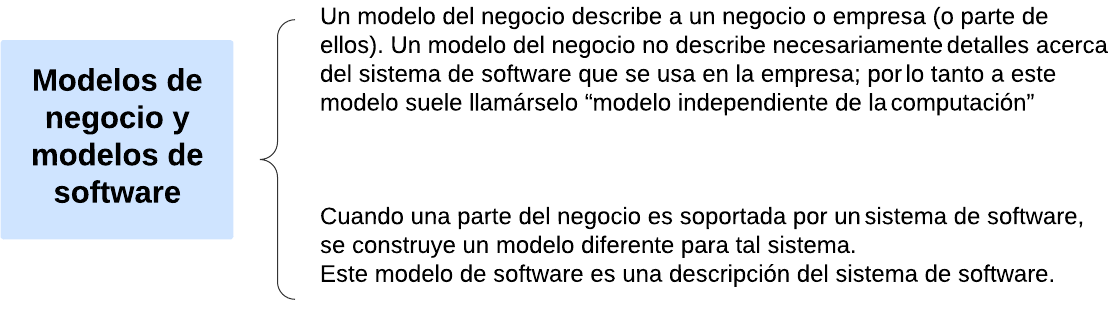 Modelos de
negocio y
modelos de
software
Un modelo del negocio describe a un negocio o empresa (o parte de
ellos). Un modelo del negocio no describe necesariamente detalles acerca
del sistema de software que se usa en la empresa; por lo tanto a este
modelo suele llamárselo “modelo independiente de la computación”
Cuando una parte del negocio es soportada por un sistema de software,
se construye un modelo diferente para tal sistema.
Este modelo de software es una descripción del sistema de software.